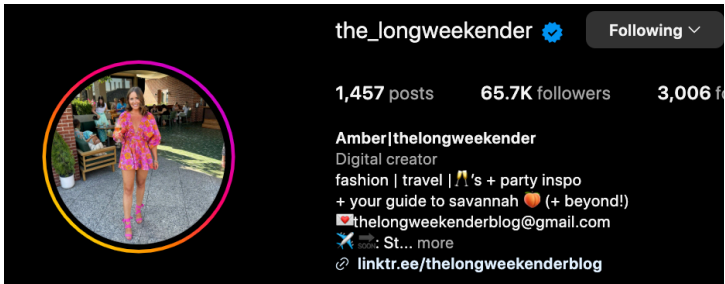 the_longweekender
Following
1,457 posts 65.7K followers 3,006 fo
Amber|thelongweekender
Digital creator
fashion | travel |🥂's + party inspo
+ your guide to savannah 🍑 (+ beyond!)
💌thelongweekenderblog@gmail.com
✈️ 🔜: St... more
linktr.ee/thelongweekenderblog